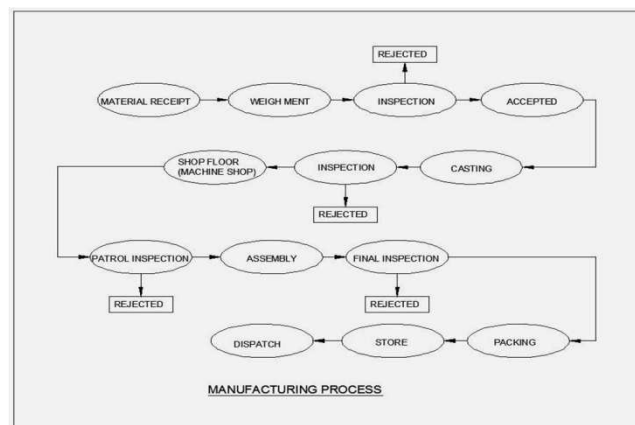 REJECTED
MATERIAL RECEIPT
WEIGH MENT
INSPECTION
ACCEPTED
SHOP FLOOR
(MACHINE SHOP)
INSPECTION
CASTING
REJECTED
PATROL INSPECTION
ASSEMBLY
FINAL INSPECTION
REJECTED
REJECTED
DISPATCH
STORE
PACKING
MANUFACTURING PROCESS